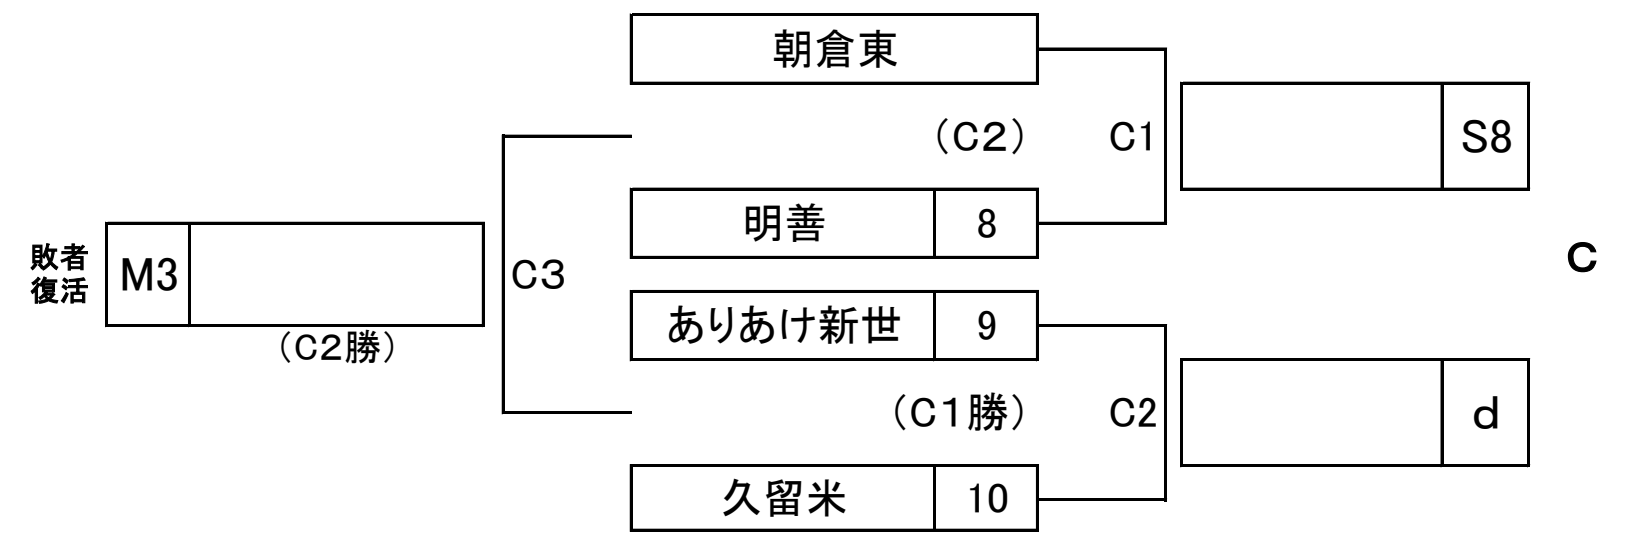 朝倉東
（C2） C1
S8
明善 8
敗者
復活
M3
C3
C
（C2勝）
ありあけ新世 9
（C1勝） C2
d
久留米 10